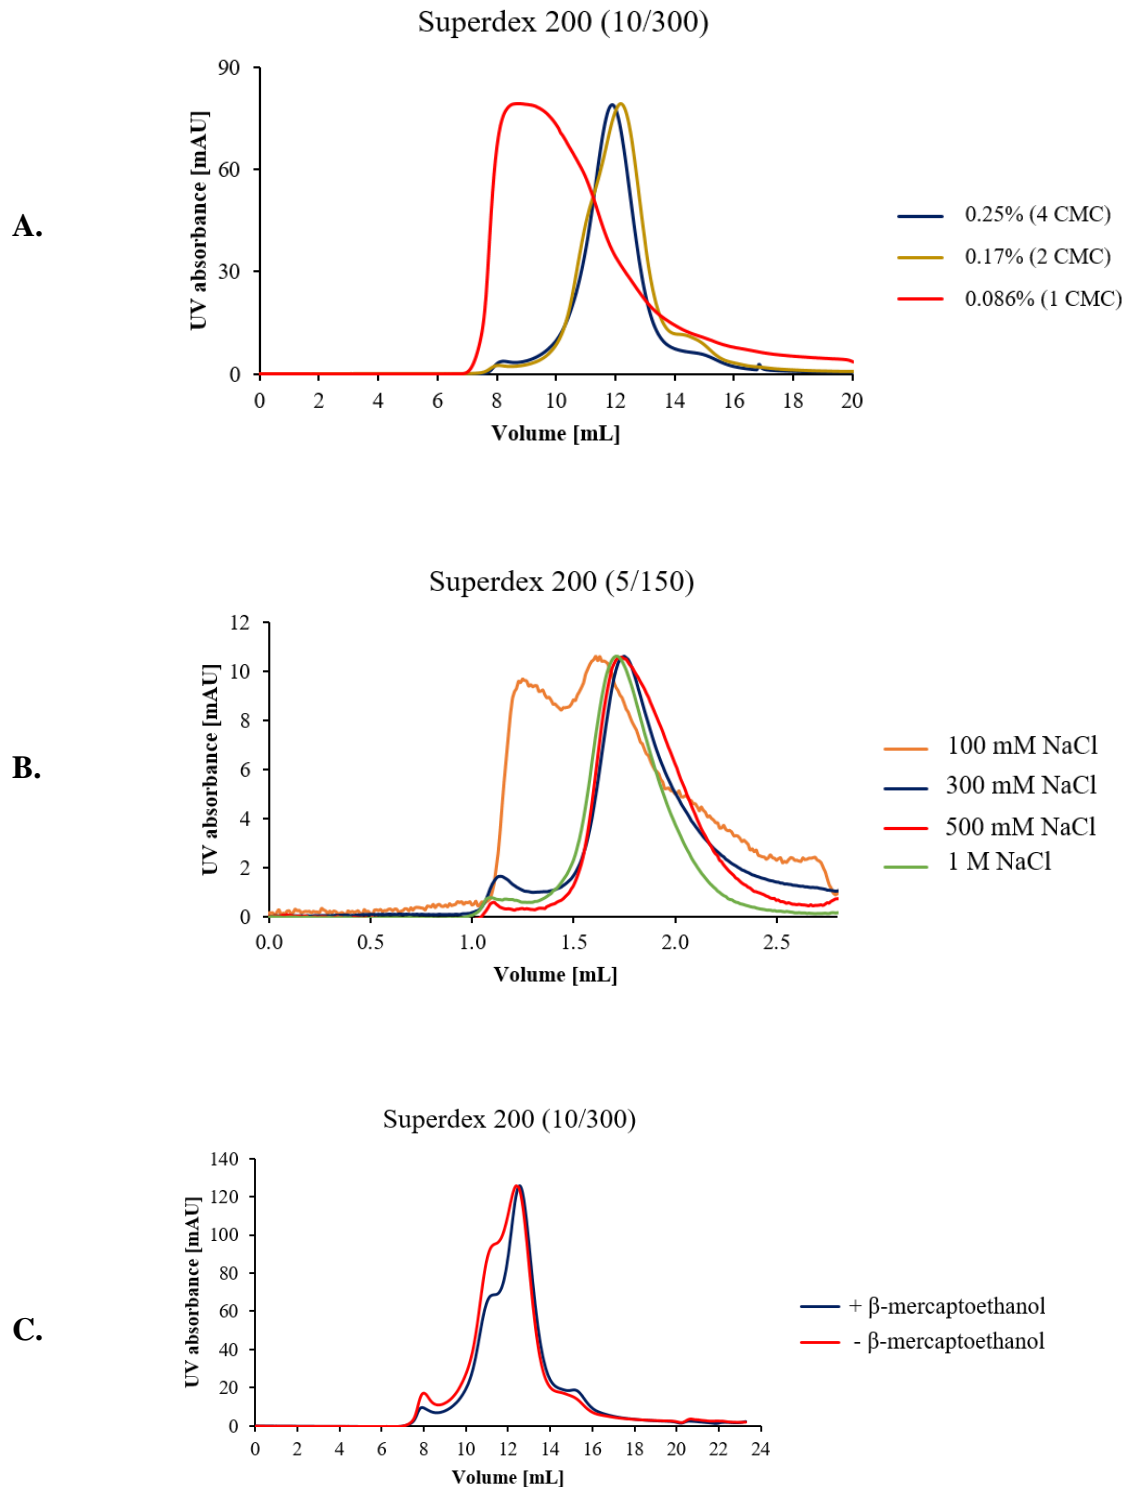 Superdex 200 (10/300)
A.
UV absorbance [mAU]
90
60
30
0
0 2 4 6 8 10 12 14 16 18 20
Volume [mL]
0.25% (4 CMC)
0.17% (2 CMC)
0.086% (1 CMC)
Superdex 200 (5/150)
B.
UV absorbance [mAU]
12
10
8
6
4
2
0
0.0 0.5 1.0 1.5 2.0 2.5
Volume [mL]
100 mM NaCl
300 mM NaCl
500 mM NaCl
1 M NaCl
Superdex 200 (10/300)
C.
UV absorbance [mAU]
140
120
100
80
60
40
20
0
0 2 4 6 8 10 12 14 16 18 20 22 24
Volume [mL]
+ β-mercaptoethanol
- β-mercaptoethanol